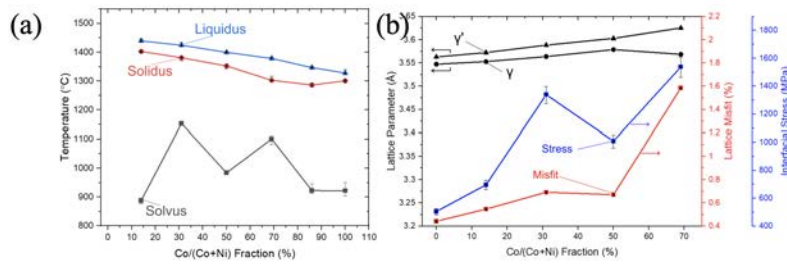 (a)
1500
1400
1300
1200
1100
1000
900
800
Temperature (°C)
Liquidus
Solidus
Solvus
0 10 20 30 40 50 60 70 80 90 100 110
Co/(Co+Ni) Fraction (%)
(b)
3.65
3.6
3.55
3.5
3.45
3.4
3.35
3.3
3.25
3.2
Lattice Parameter (Å)
γ'
γ
Stress
Misfit
0 10 20 30 40 50 60 70
Co/(Co+Ni) Fraction (%)
2
1.8
1.6
1.4
1.2
1
0.8
0.6
0.4
Lattice Misfit (%)
1800
1600
1400
1200
1000
800
600
400
Interfacial Stress (MPa)